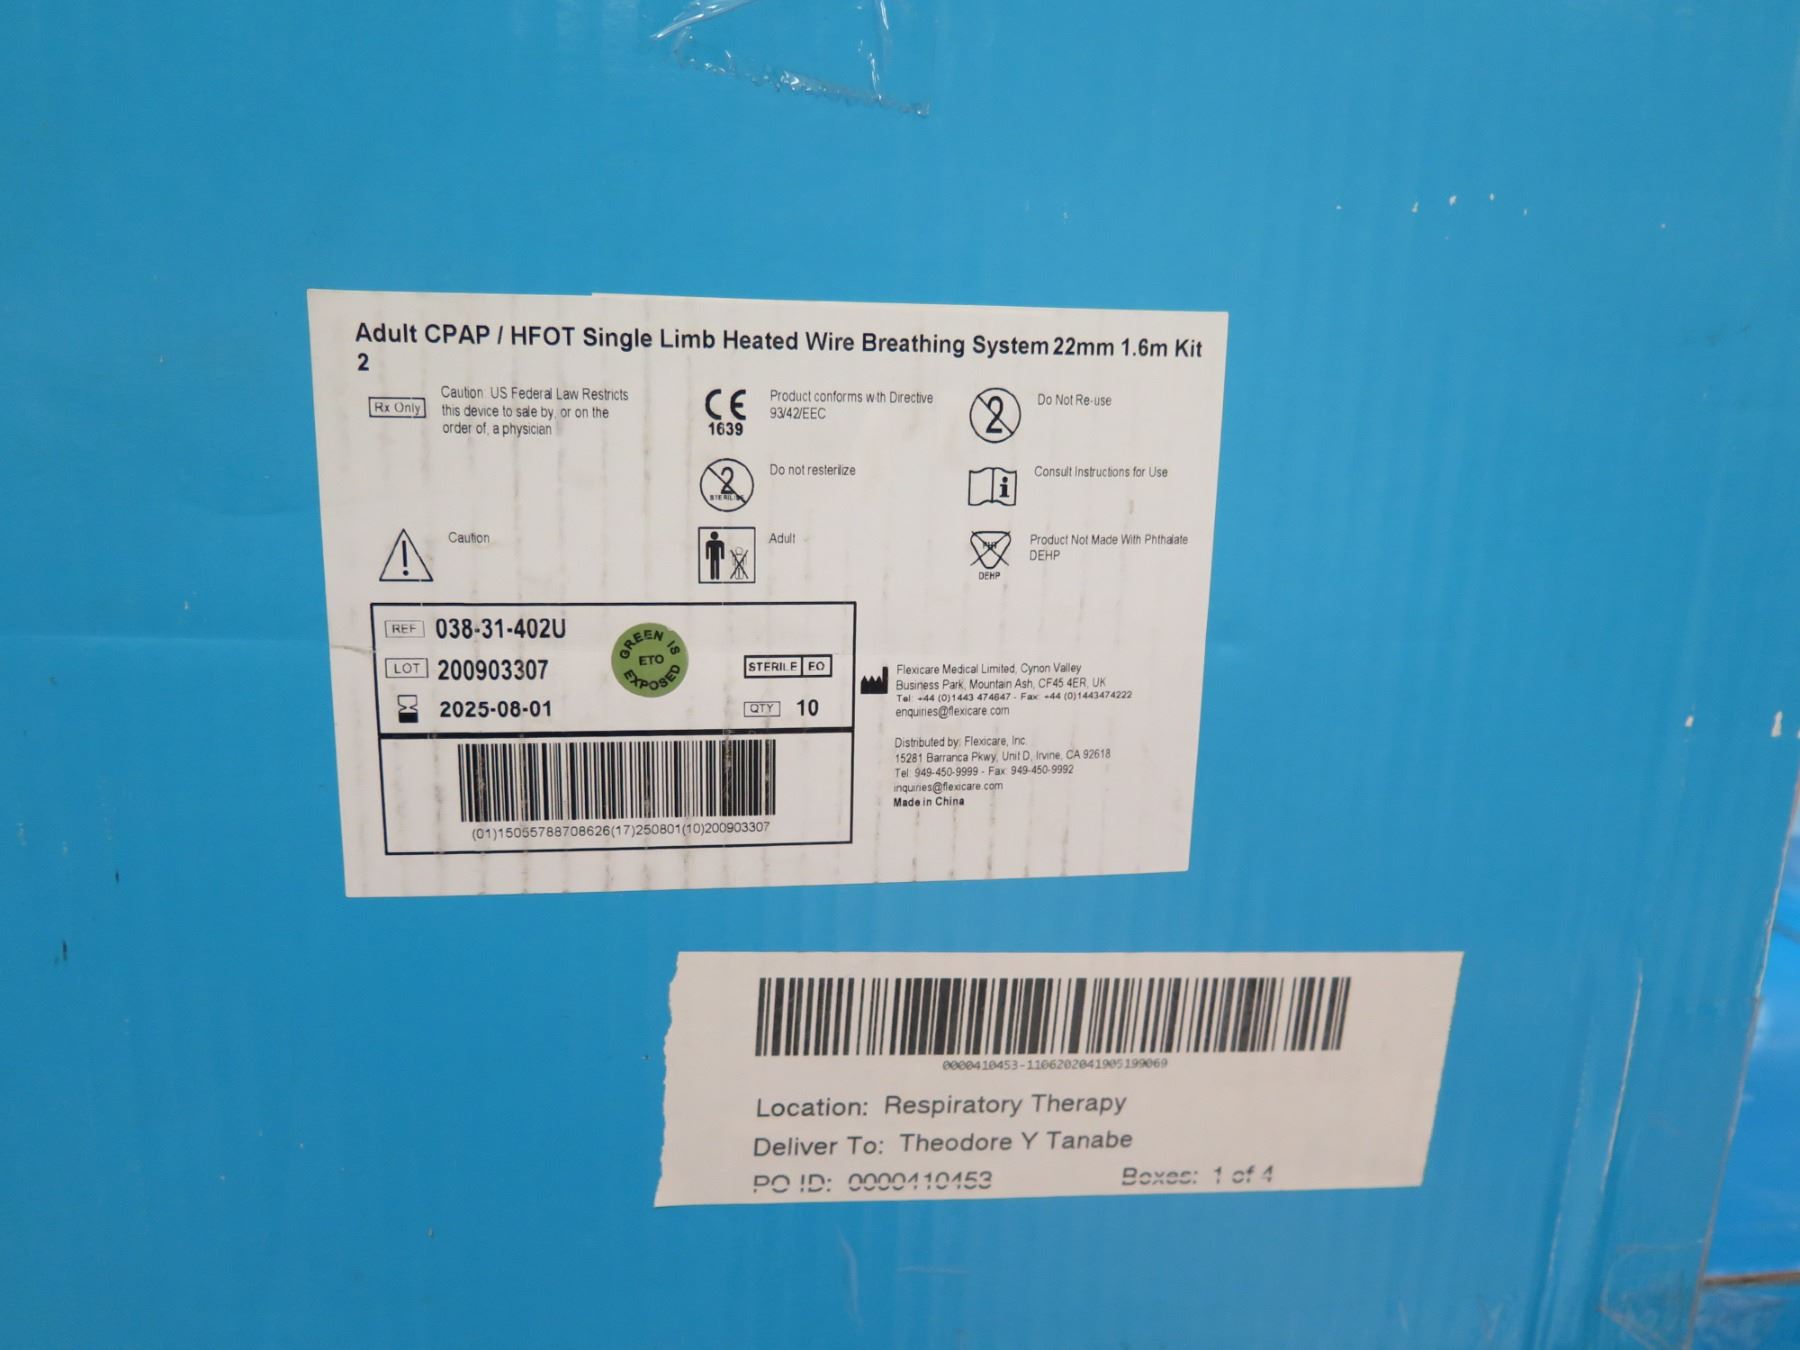 Adult CPAP / HFOT Single Limb Heated Wire Breathing System 22mm 1.6m Kit
2
Rx Only
Caution: US Federal Law Restricts
this device to sale by, or on the
order of, a physician
CE
1639
Product conforms with Directive
93/42/EEC
2
Do Not Re-use
2
STERILIZE
Do not resterilize
i
Consult Instructions for Use
!
Caution
Adult
PHT
DEHP
Product Not Made With Phthalate
DEHP
REF 038-31-402U
LOT 200903307
2025-08-01
GREEN IS
ETO
EXPOSED
STERILE EO
QTY 10
(01)15055788708626(17)250801(10)200903307
Flexicare Medical Limited, Cynon Valley
Business Park, Mountain Ash, CF45 4ER, UK
Tel: +44 (0)1443 474647 - Fax: +44 (0)1443474222
enquiries@flexicare.com
Distributed by: Flexicare, Inc.
15281 Barranca Pkwy, Unit D, Irvine, CA 92618
Tel: 949-450-9999 - Fax: 949-450-9992
inquiries@flexicare.com
Made in China
0000410453-1106202041905199069
Location: Respiratory Therapy
Deliver To: Theodore Y Tanabe
PO ID: 0000410453 Boxes: 1 of 4